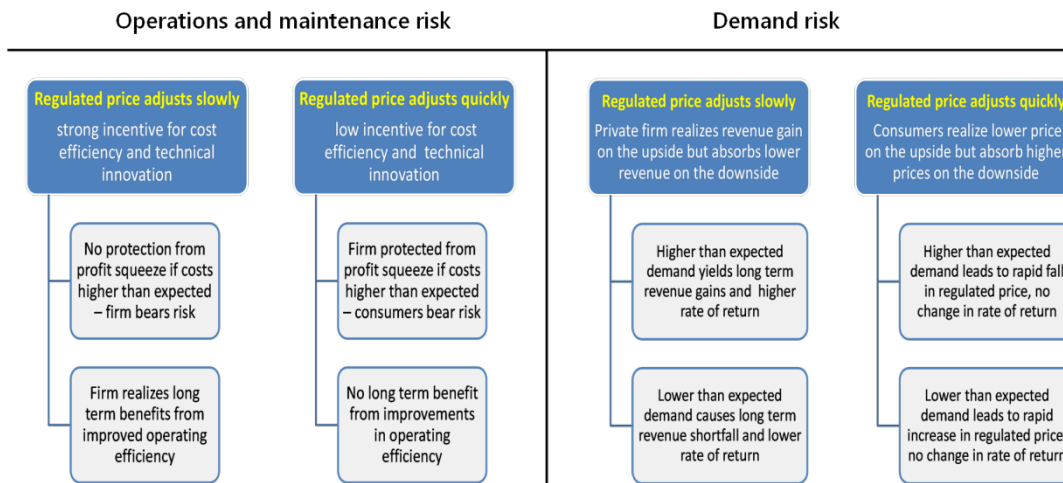 Operations and maintenance risk
Demand risk
Regulated price adjusts slowly
strong incentive for cost
efficiency and technical
innovation
No protection from
profit squeeze if costs
higher than expected
– firm bears risk
Firm realizes long
term benefits from
improved operating
efficiency
Regulated price adjusts quickly
low incentive for cost
efficiency and technical
innovation
Firm protected from
profit squeeze if costs
higher than expected
– consumers bear risk
No long term benefit
from improvements
in operating
efficiency
Regulated price adjusts slowly
Private firm realizes revenue gain
on the upside but absorbs lower
revenue on the downside
Higher than expected
demand yields long term
revenue gains and higher
rate of return
Lower than expected
demand causes long term
revenue shortfall and lower
rate of return
Regulated price adjusts quickly
Consumers realize lower price
on the upside but absorb higher
prices on the downside
Higher than expected
demand leads to rapid fall
in regulated price, no
change in rate of return
Lower than expected
demand leads to rapid
increase in regulated price
no change in rate of return